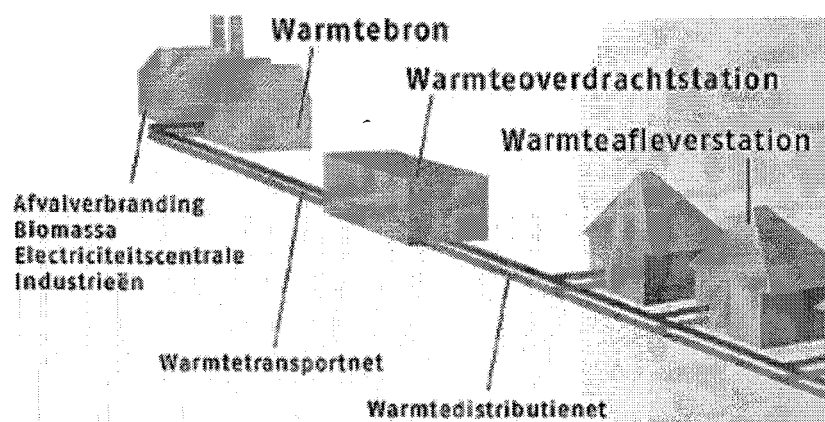 Warmtebron
Warmteoverdrachtstation
Warmteafleverstation
Afvalverbranding
Biomassa
Electriciteitscentrale
Industrieën
Warmtetransportnet
Warmtedistributienet